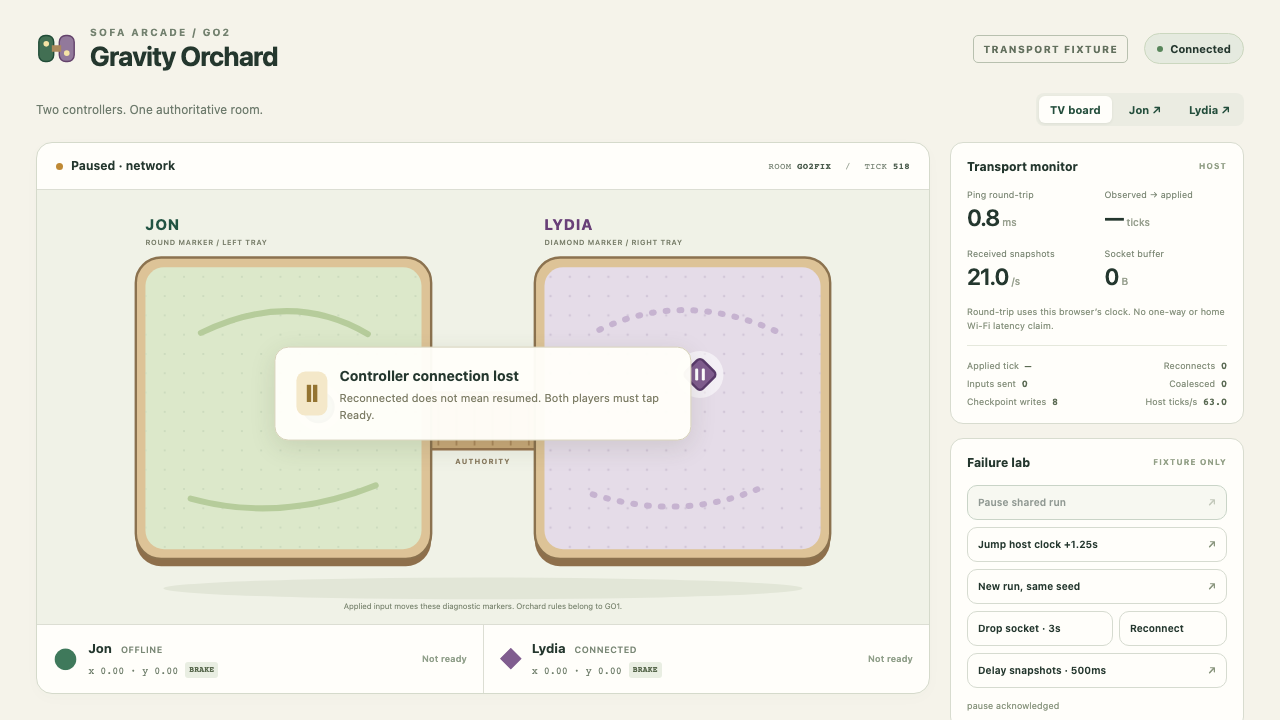 SOFA ARCADE / GO2
Gravity Orchard
TRANSPORT FIXTURE
Connected
Two controllers. One authoritative room.
TV board
Jon ↗
Lydia ↗
Paused · network
ROOM GO2FIX / TICK 518
JON
ROUND MARKER / LEFT TRAY
LYDIA
DIAMOND MARKER / RIGHT TRAY
Controller connection lost
Reconnected does not mean resumed. Both players must tap
Ready.
AUTHORITY
Applied input moves these diagnostic markers. Orchard rules belong to GO1.
Jon OFFLINE
x 0.00 · y 0.00 BRAKE
Not ready
Lydia CONNECTED
x 0.00 · y 0.00 BRAKE
Not ready
Transport monitor
HOST
Ping round-trip
0.8 ms
Observed → applied
— ticks
Received snapshots
21.0 /s
Socket buffer
0 B
Round-trip uses this browser's clock. No one-way or home
Wi-Fi latency claim.
Applied tick —
Reconnects 0
Inputs sent 0
Coalesced 0
Checkpoint writes 8
Host ticks/s 63.0
Failure lab
FIXTURE ONLY
Pause shared run ↗
Jump host clock +1.25s ↗
New run, same seed ↗
Drop socket · 3s
Reconnect
Delay snapshots · 500ms ↗
pause acknowledged